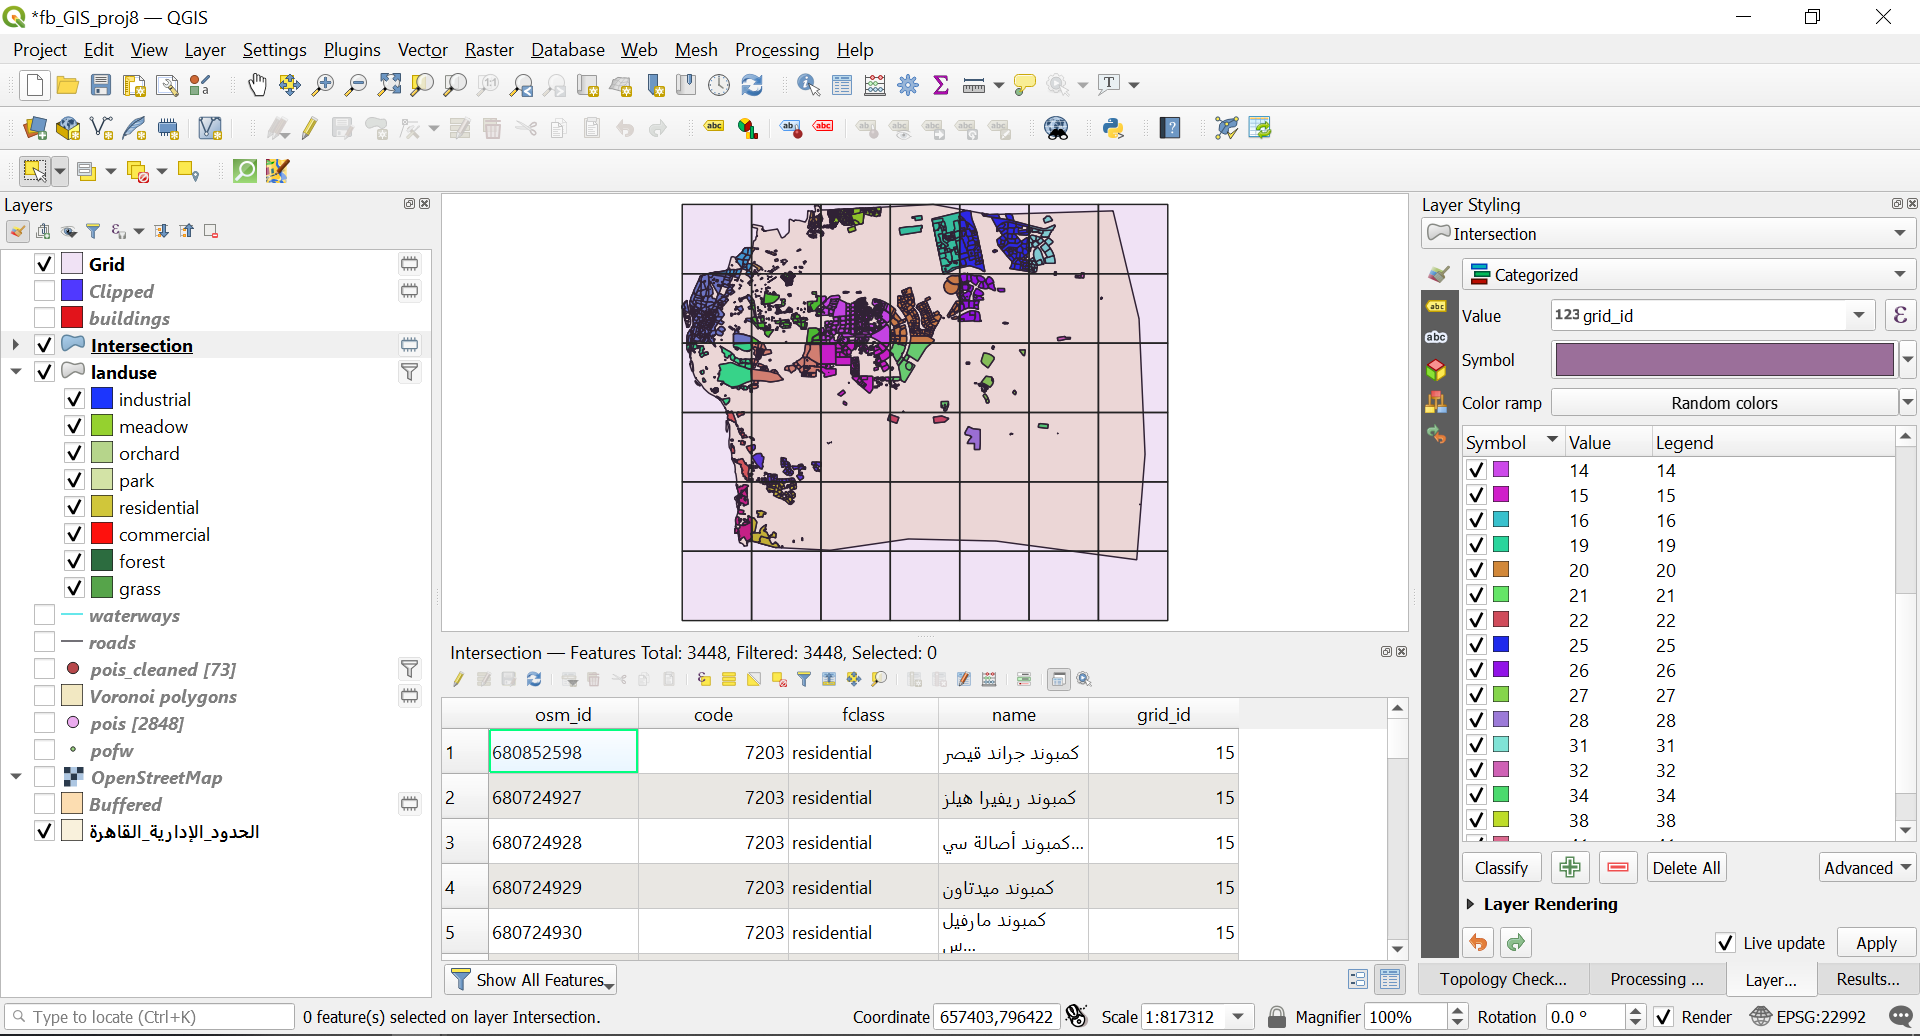 *fb_GIS_proj8 — QGIS
Project Edit View Layer Settings Plugins Vector Raster Database Web Mesh Processing Help
Layers
Grid
Clipped
buildings
Intersection
landuse
industrial
meadow
orchard
park
residential
commercial
forest
grass
waterways
roads
pois_cleaned [73]
Voronoi polygons
pois [2848]
pofw
OpenStreetMap
Buffered
الحدود_الإدارية_القاهرة
Intersection — Features Total: 3448, Filtered: 3448, Selected: 0
osm_id code fclass name grid_id
1 680852598 7203 residential كمبوند جراند قيصر 15
2 680724927 7203 residential كمبوند ريفيرا هيلز 15
3 680724928 7203 residential كمبوند أصالة سي... 15
4 680724929 7203 residential كمبوند ميدتاون 15
5 680724930 7203 residential كمبوند مارفيل س... 15
Show All Features
Layer Styling
Intersection
Categorized
Value 123 grid_id
Symbol
Color ramp Random colors
Symbol Value Legend
14 14
15 15
16 16
19 19
20 20
21 21
22 22
25 25
26 26
27 27
28 28
31 31
32 32
34 34
38 38
Classify Delete All Advanced
Layer Rendering
Live update Apply
Topology Check... Processing ... Layer... Results...
Type to locate (Ctrl+K) 0 feature(s) selected on layer Intersection. Coordinate 657403,796422 Scale 1:817312 Magnifier 100% Rotation 0.0 ° Render EPSG:22992